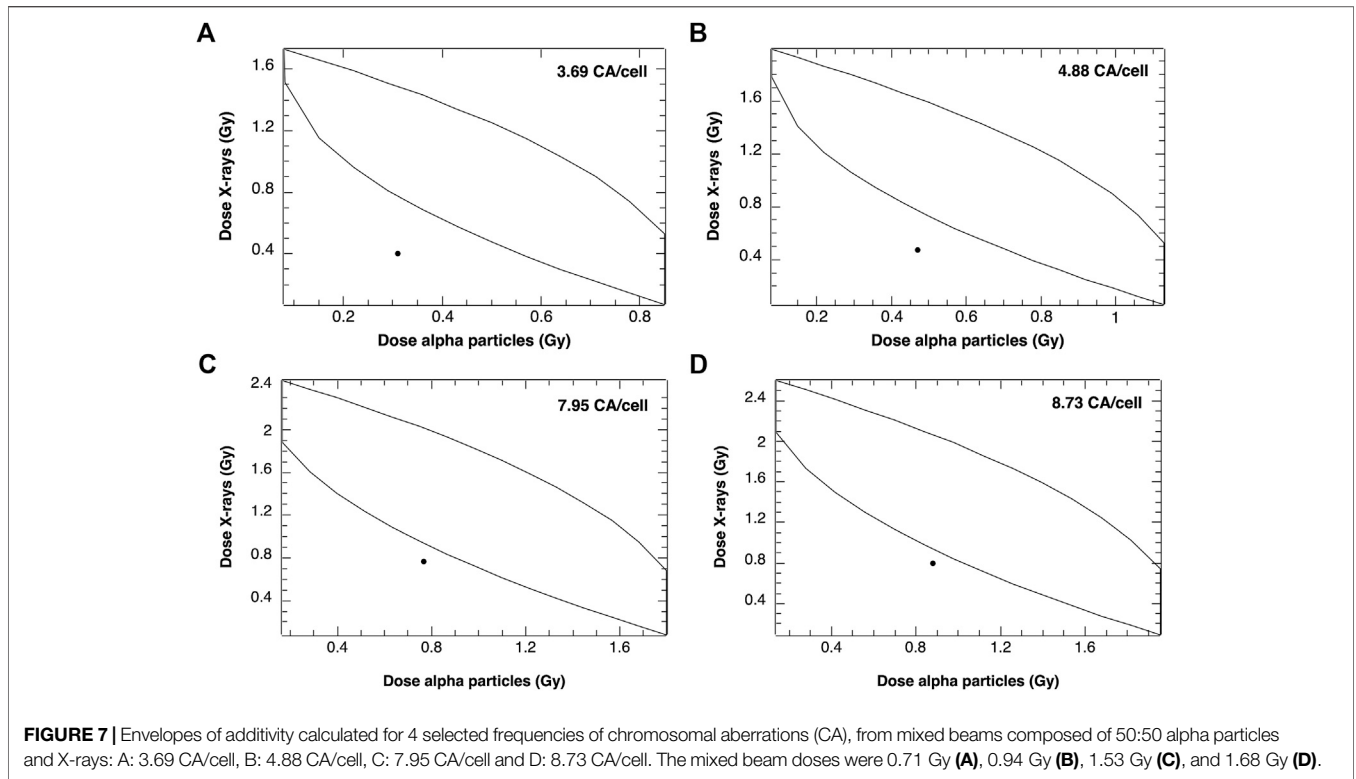 A
3.69 CA/cell
1.6
1.2
0.8
0.4
Dose X-rays (Gy)
0.2
0.4
0.6
0.8
Dose alpha particles (Gy)
B
4.88 CA/cell
1.6
1.2
0.8
0.4
Dose X-rays (Gy)
0.2
0.4
0.6
0.8
1
Dose alpha particles (Gy)
C
7.95 CA/cell
2.4
2
1.6
1.2
0.8
0.4
Dose X-rays (Gy)
0.4
0.8
1.2
1.6
Dose alpha particles (Gy)
D
8.73 CA/cell
2.4
2
1.6
1.2
0.8
0.4
Dose X-rays (Gy)
0.4
0.8
1.2
1.6
Dose alpha particles (Gy)
FIGURE 7 | Envelopes of additivity calculated for 4 selected frequencies of chromosomal aberrations (CA), from mixed beams composed of 50:50 alpha particles
and X-rays: A: 3.69 CA/cell, B: 4.88 CA/cell, C: 7.95 CA/cell and D: 8.73 CA/cell. The mixed beam doses were 0.71 Gy (A), 0.94 Gy (B), 1.53 Gy (C), and 1.68 Gy (D).